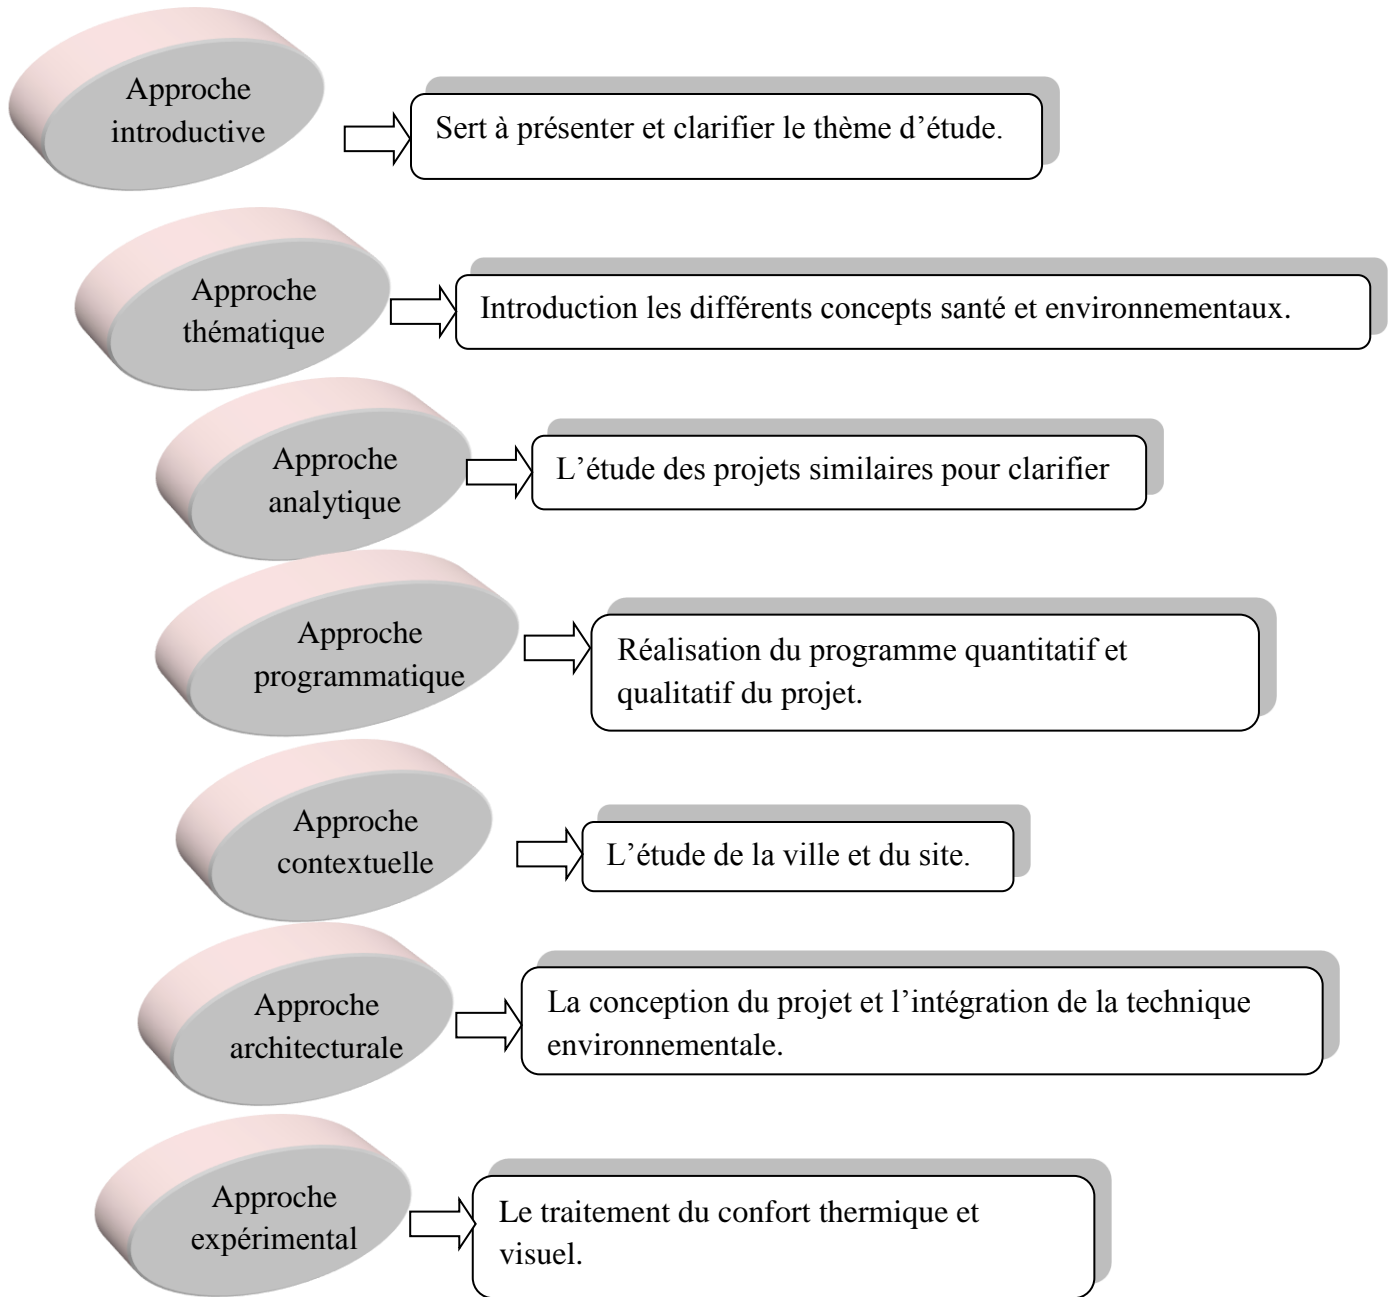 Approche
introductive
Sert à présenter et clarifier le thème d’étude.
Approche
thématique
Introduction les différents concepts santé et environnementaux.
Approche
analytique
L’étude des projets similaires pour clarifier
Approche
programmatique
Réalisation du programme quantitatif et
qualitatif du projet.
Approche
contextuelle
L’étude de la ville et du site.
Approche
architecturale
La conception du projet et l’intégration de la technique
environnementale.
Approche
expérimental
Le traitement du confort thermique et
visuel.